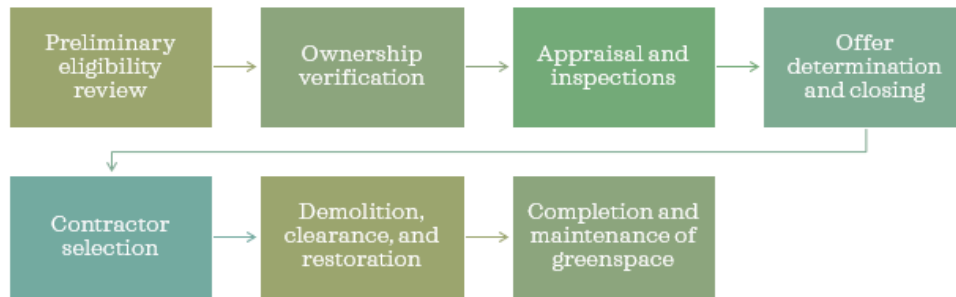 Preliminary
eligibility
review
Ownership
verification
Appraisal and
inspections
Offer
determination
and closing
Contractor
selection
Demolition,
clearance, and
restoration
Completion and
maintenance of
greenspace